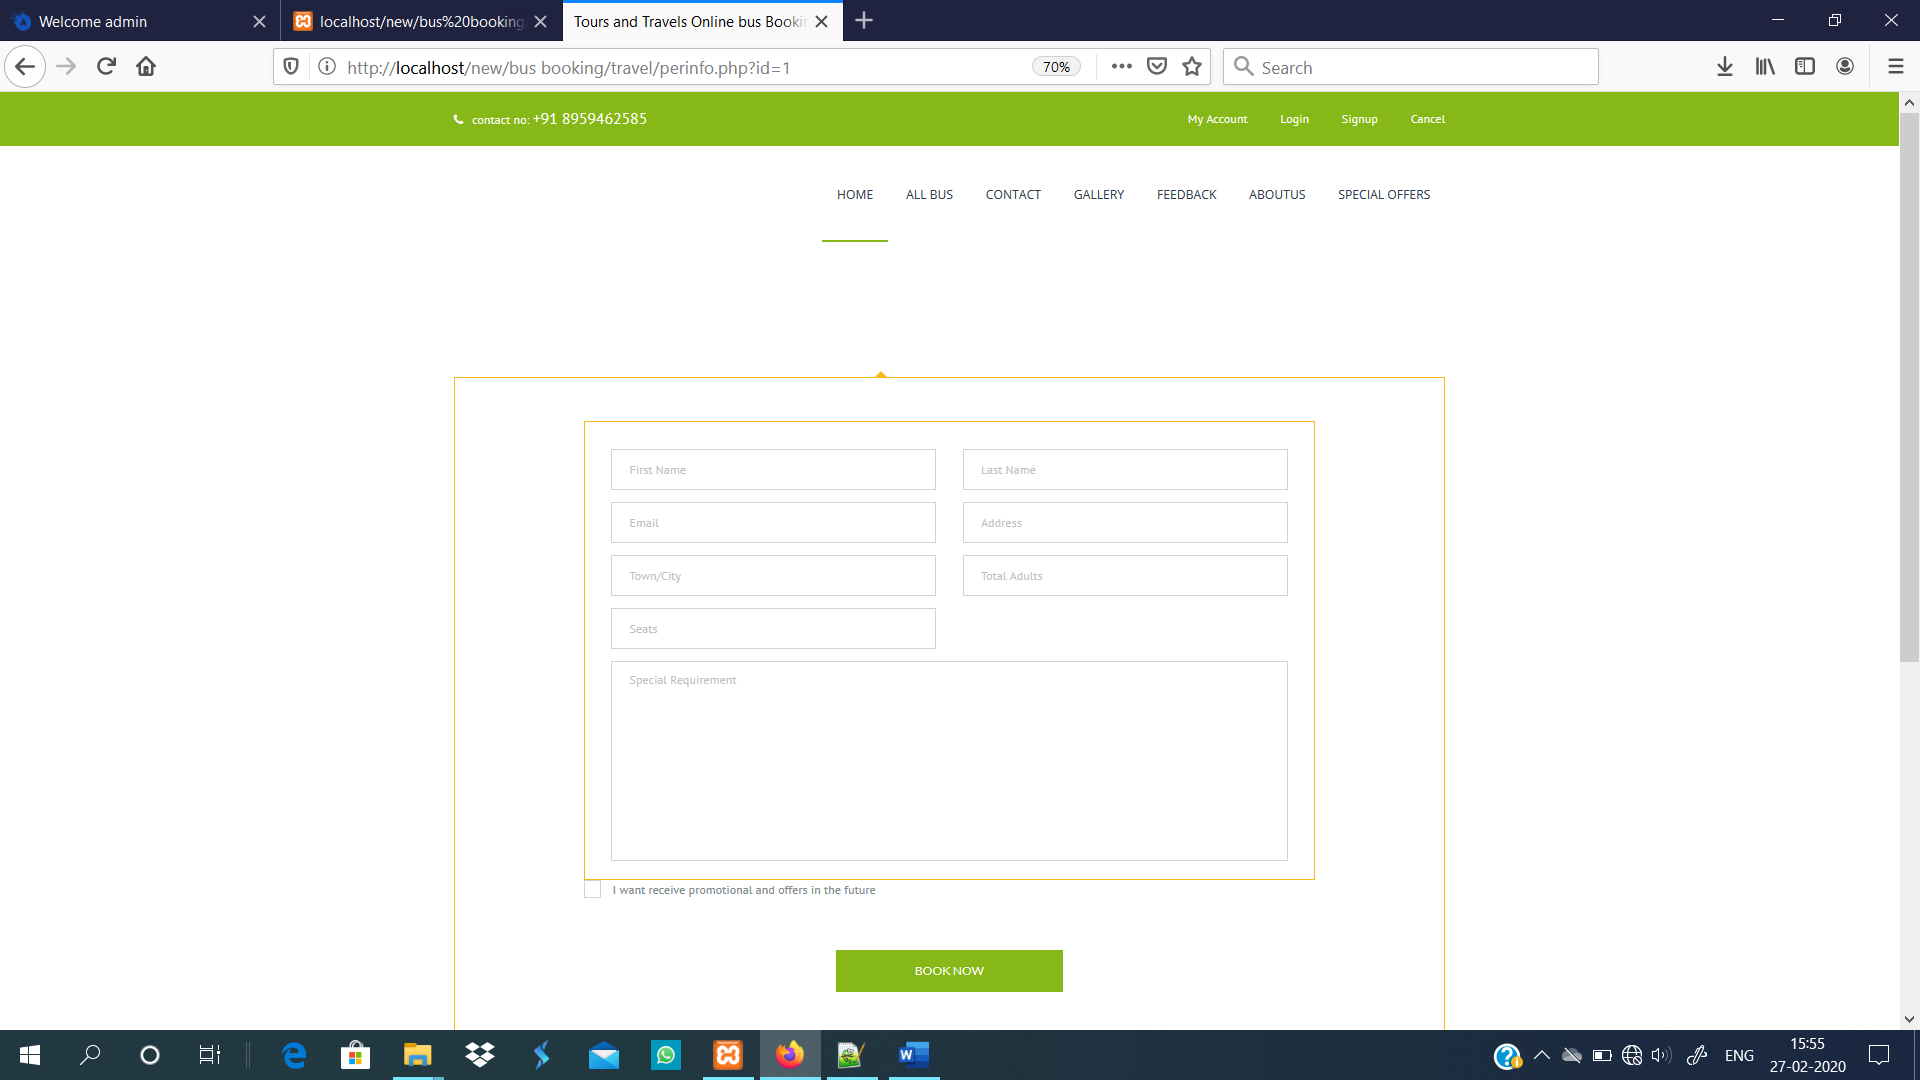 Welcome admin
localhost/new/bus%20booking
Tours and Travels Online bus Bookin
http://localhost/new/bus booking/travel/perinfo.php?id=1
70%
Search
contact no: +91 8959462585
My Account Login Signup Cancel
HOME ALL BUS CONTACT GALLERY FEEDBACK ABOUTUS SPECIAL OFFERS
First Name Last Name
Email Address
Town/City Total Adults
Seats
Special Requirement
I want receive promotional and offers in the future
BOOK NOW
ENG
15:55
27-02-2020